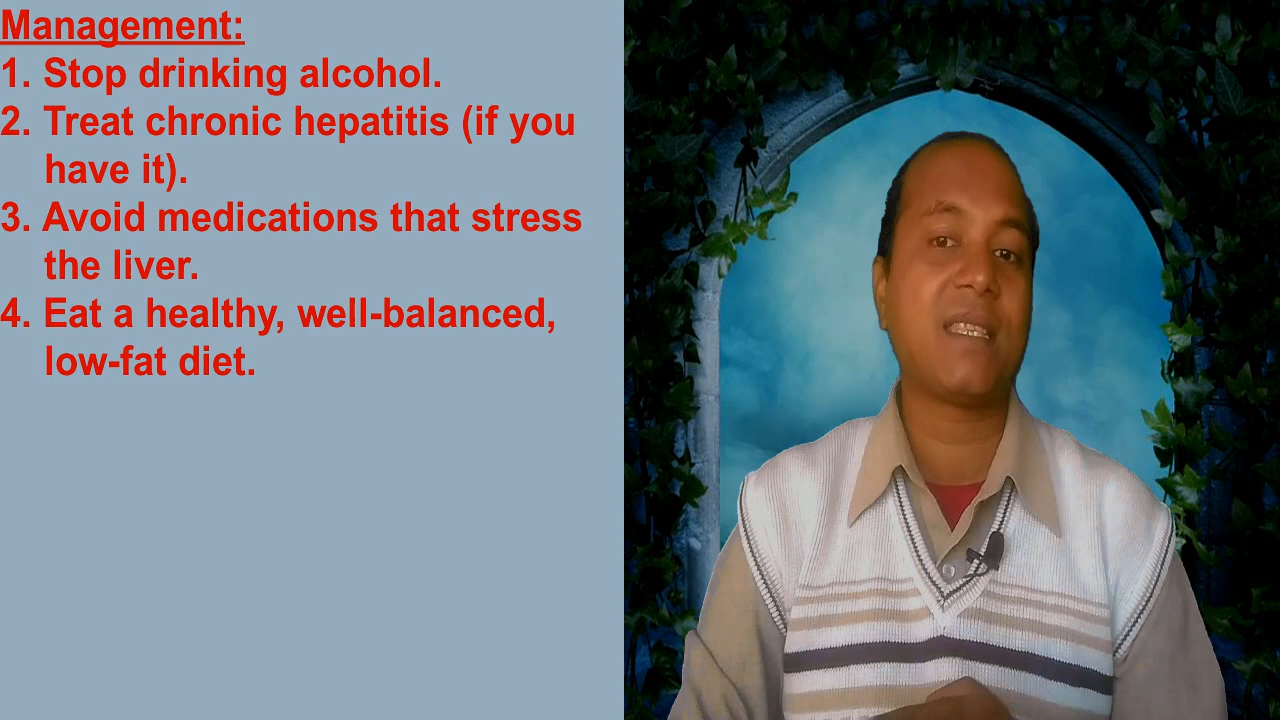 Management:
1. Stop drinking alcohol.
2. Treat chronic hepatitis (if you
have it).
3. Avoid medications that stress
the liver.
4. Eat a healthy, well-balanced,
low-fat diet.